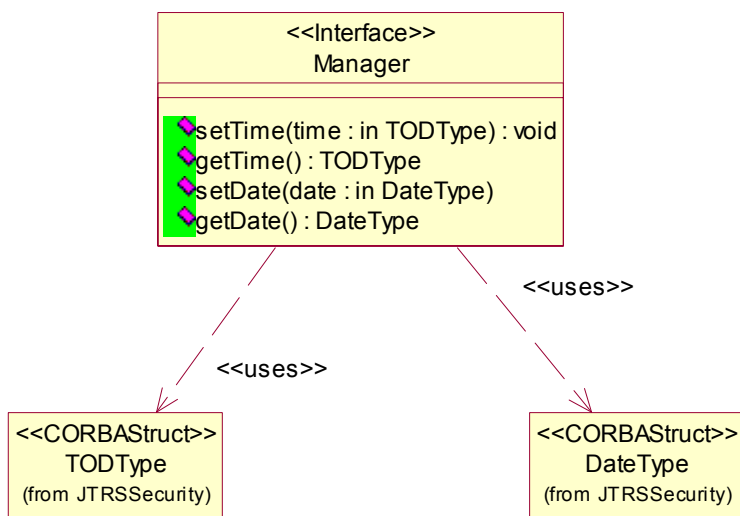 <<Interface>>
Manager
setTime(time : in TODType) : void
getTime() : TODType
setDate(date : in DateType)
getDate() : DateType
<<uses>>
<<uses>>
<<CORBAStruct>>
TODType
(from JTRSSecurity)
<<CORBAStruct>>
DateType
(from JTRSSecurity)